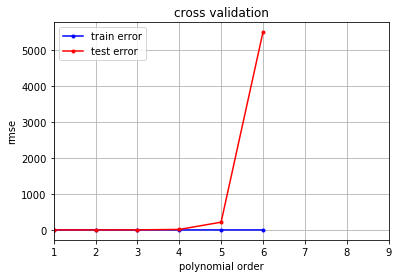 cross validation
train error
test error
5000
4000
3000
2000
1000
0
rmse
1 2 3 4 5 6 7 8 9
polynomial order